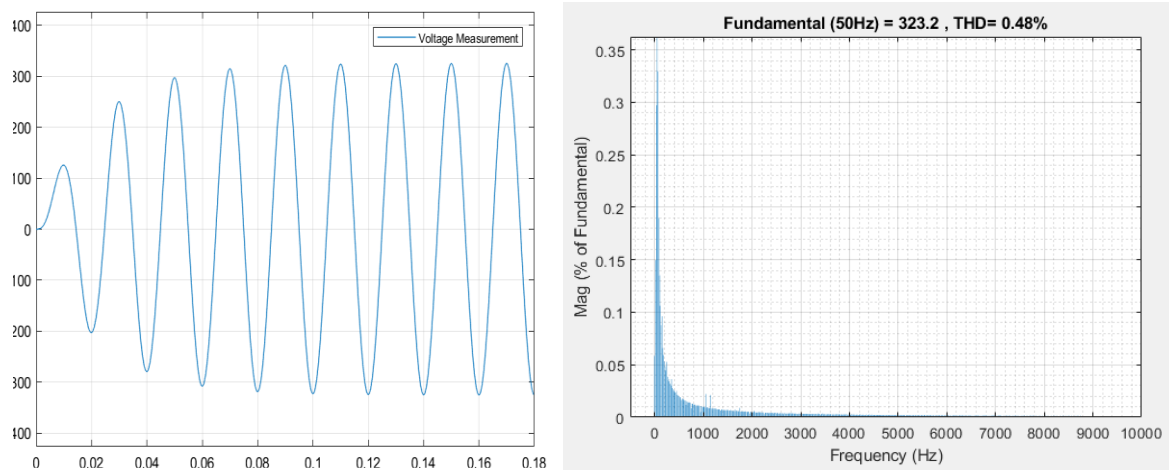 400
300
200
100
0
100
200
300
400
Voltage Measurement
0 0.02 0.04 0.06 0.08 0.1 0.12 0.14 0.16 0.18
Fundamental (50Hz) = 323.2 , THD= 0.48%
Mag (% of Fundamental)
0.35
0.3
0.25
0.2
0.15
0.1
0.05
0
0 1000 2000 3000 4000 5000 6000 7000 8000 9000 10000
Frequency (Hz)